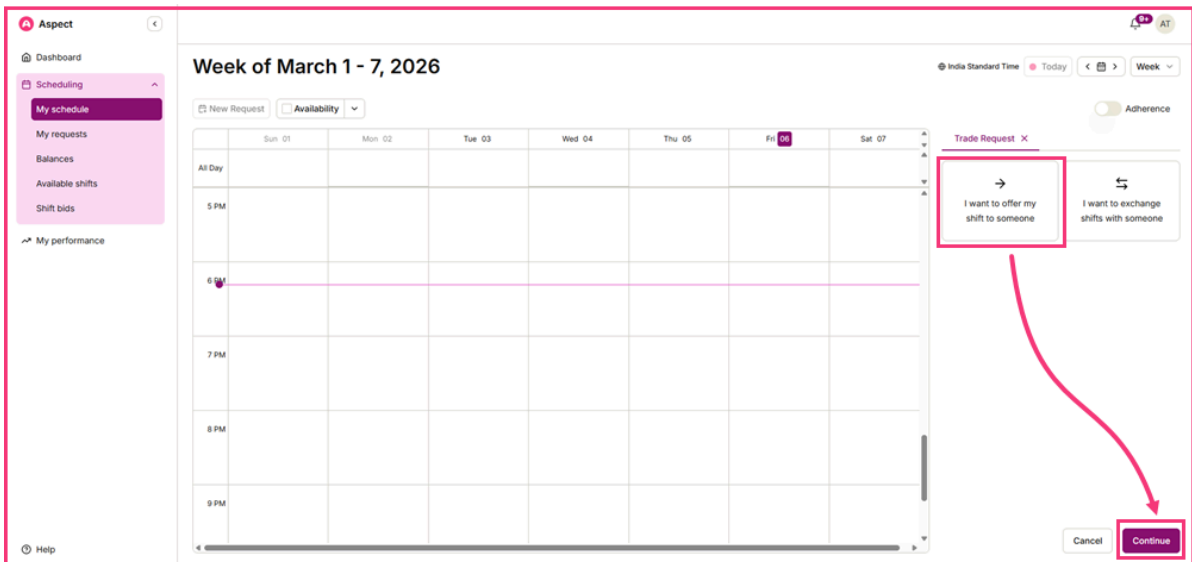 Aspect
9+
AT
Dashboard
Scheduling
My schedule
My requests
Balances
Available shifts
Shift bids
My performance
Help
Week of March 1 - 7, 2026
India Standard Time
Today
Week
New Request
Availability
Adherence
Sun 01
Mon 02
Tue 03
Wed 04
Thu 05
Fri 06
Sat 07
All Day
5 PM
6 PM
7 PM
8 PM
9 PM
Trade Request
I want to offer my
shift to someone
I want to exchange
shifts with someone
Cancel
Continue